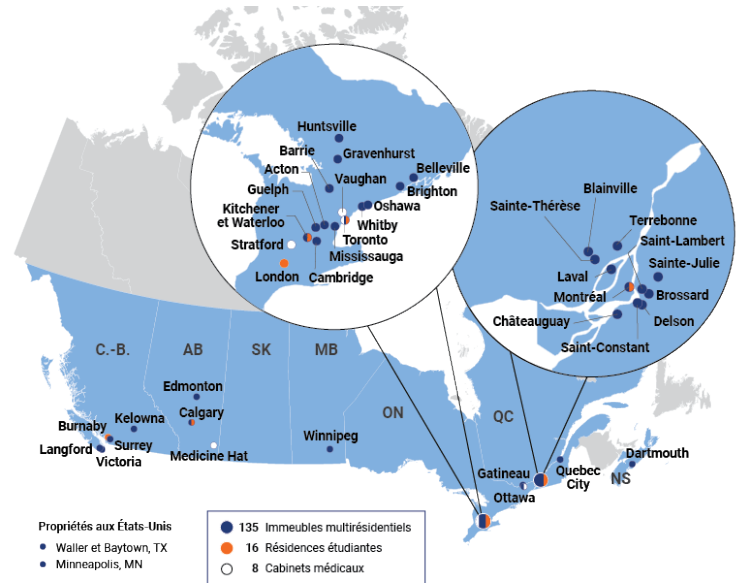 Huntsville
Barrie
Gravenhurst
Acton
Vaughan
Belleville
Guelph
Brighton
Oshawa
Kitchener
et Waterloo
Whitby
Stratford
Toronto
Mississauga
London
Cambridge
Blainville
Sainte-Thérèse
Terrebonne
Saint-Lambert
Sainte-Julie
Laval
Montréal
Brossard
Châteauguay
Delson
Saint-Constant
C.-B.
AB
SK
MB
ON
QC
NS
Edmonton
Calgary
Kelowna
Burnaby
Surrey
Langford
Victoria
Medicine Hat
Winnipeg
Gatineau
Ottawa
Quebec
City
Dartmouth
Propriétés aux États-Unis
Waller et Baytown, TX
Minneapolis, MN
135 Immeubles multirésidentiels
16 Résidences étudiantes
8 Cabinets médicaux